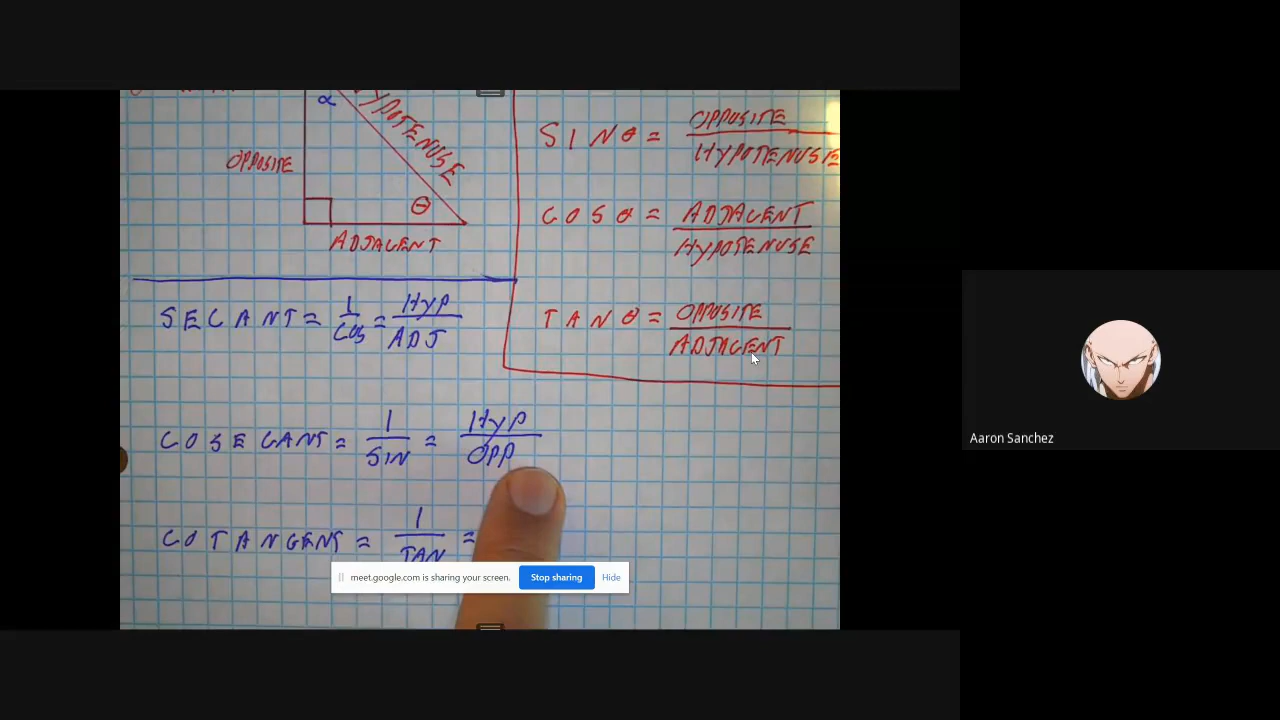 α
HYPOTENUSE
OPPOSITE
θ
ADJACENT
SIN θ = OPPOSITE
HYPOTENUSE
COS θ = ADJACENT
HYPOTENUSE
TAN θ = OPPOSITE
ADJACENT
SECANT = 1 = HYP
COS ADJ
COSECANT = 1 = HYP
SIN OPP
COTANGENT = 1 =
TAN
meet.google.com is sharing your screen. Stop sharing Hide
Aaron Sanchez